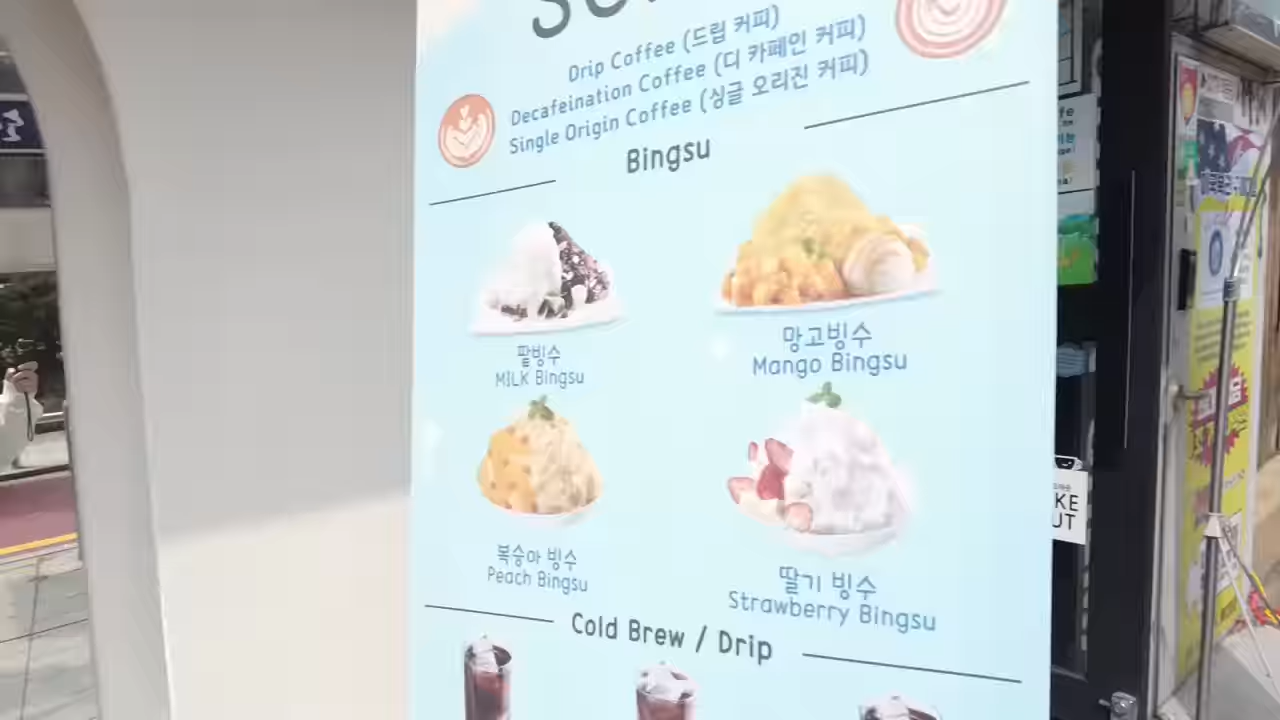 Drip Coffee (드립 커피)
Decafeination Coffee (디 카페인 커피)
Single Origin Coffee (싱글 오리진 커피)
Bingsu
팥빙수
MILK Bingsu
망고빙수
Mango Bingsu
복숭아 빙수
Peach Bingsu
딸기 빙수
Strawberry Bingsu
Cold Brew / Drip